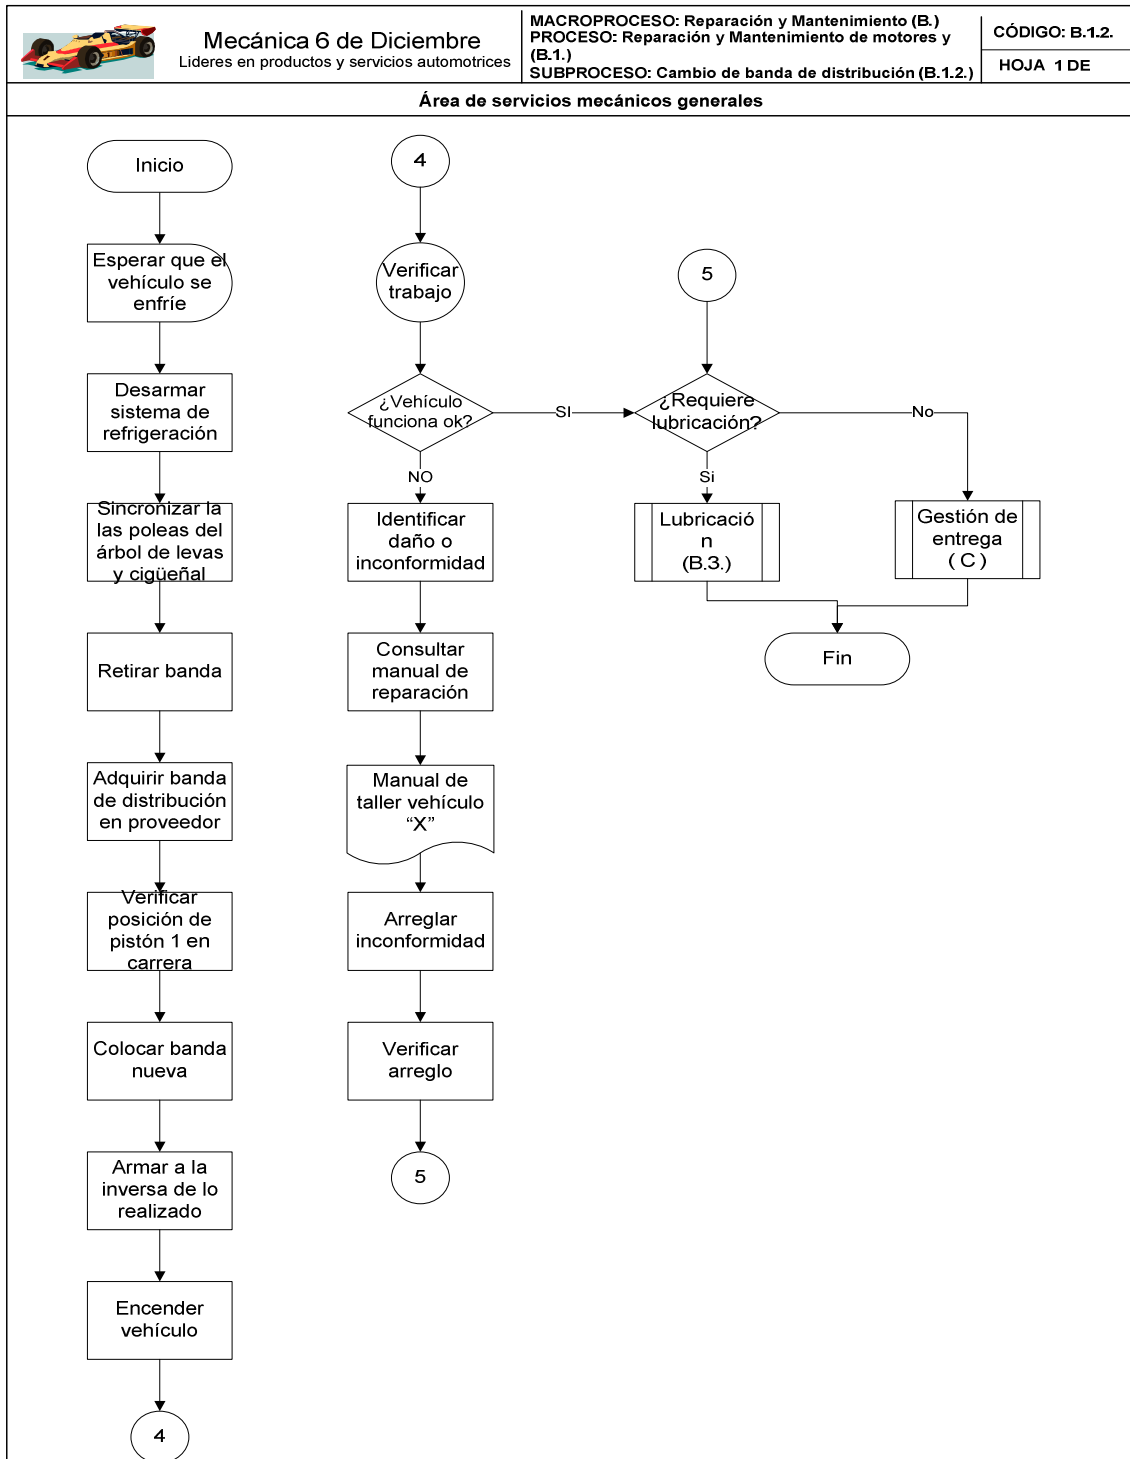 Mecánica 6 de Diciembre
Lideres en productos y servicios automotrices
MACROPROCESO: Reparación y Mantenimiento (B.)
PROCESO: Reparación y Mantenimiento de motores y
(B.1.)
SUBPROCESO: Cambio de banda de distribución (B.1.2.)
CÓDIGO: B.1.2.
HOJA 1 DE
Área de servicios mecánicos generales
Inicio
Esperar que el
vehículo se
enfríe
Desarmar
sistema de
refrigeración
Sincronizar la
las poleas del
árbol de levas
y cigüeñal
Retirar banda
Adquirir banda
de distribución
en proveedor
Verificar
posición de
pistón 1 en
carrera
Colocar banda
nueva
Armar a la
inversa de lo
realizado
Encender
vehículo
4
4
Verificar
trabajo
¿Vehículo
funciona ok?
SI
NO
Identificar
daño o
inconformidad
Consultar
manual de
reparación
Manual de
taller vehículo
“X”
Arreglar
inconformidad
Verificar
arreglo
5
5
¿Requiere
lubricación?
No
Si
Lubricació
n
(B.3.)
Gestión de
entrega
( C )
Fin